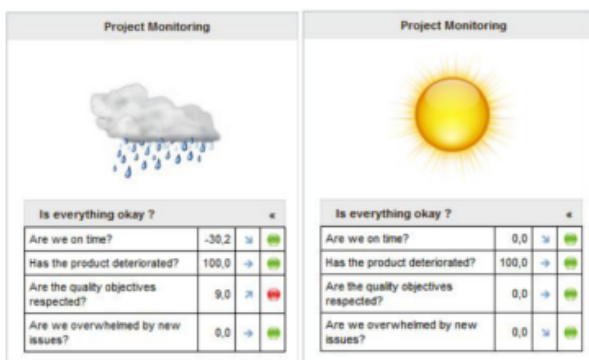 Project Monitoring
Is everything okay ? «
Are we on time? -30,2
Has the product deteriorated? 100,0
Are the quality objectives
respected? 9,0
Are we overwhelmed by new
issues? 0,0
Project Monitoring
Is everything okay ? «
Are we on time? 0,0
Has the product deteriorated? 100,0
Are the quality objectives
respected? 0,0
Are we overwhelmed by new
issues? 0,0